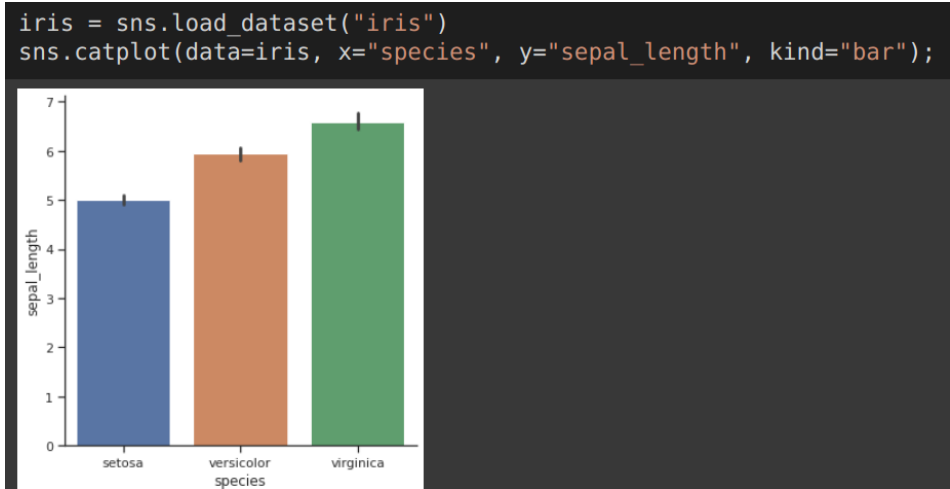 iris = sns.load_dataset("iris")
sns.catplot(data=iris, x="species", y="sepal_length", kind="bar");
7
6
5
4
3
2
1
0
sepal_length
setosa versicolor virginica
species